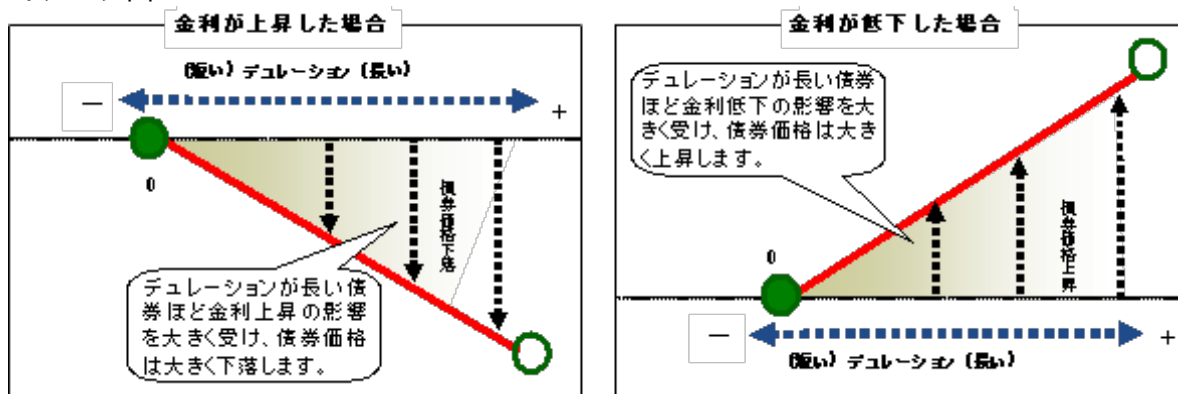 金利が上昇した場合
(短い) デュレーション (長い)
－
+
0
債券価格下落
デュレーションが長い債
券ほど金利上昇の影響
を大きく受け、債券価格
は大きく下落します。
金利が低下した場合
デュレーションが長い債券
ほど金利低下の影響を大
きく受け、債券価格は大き
く上昇します。
債券価格上昇
0
－
+
(短い) デュレーション (長い)